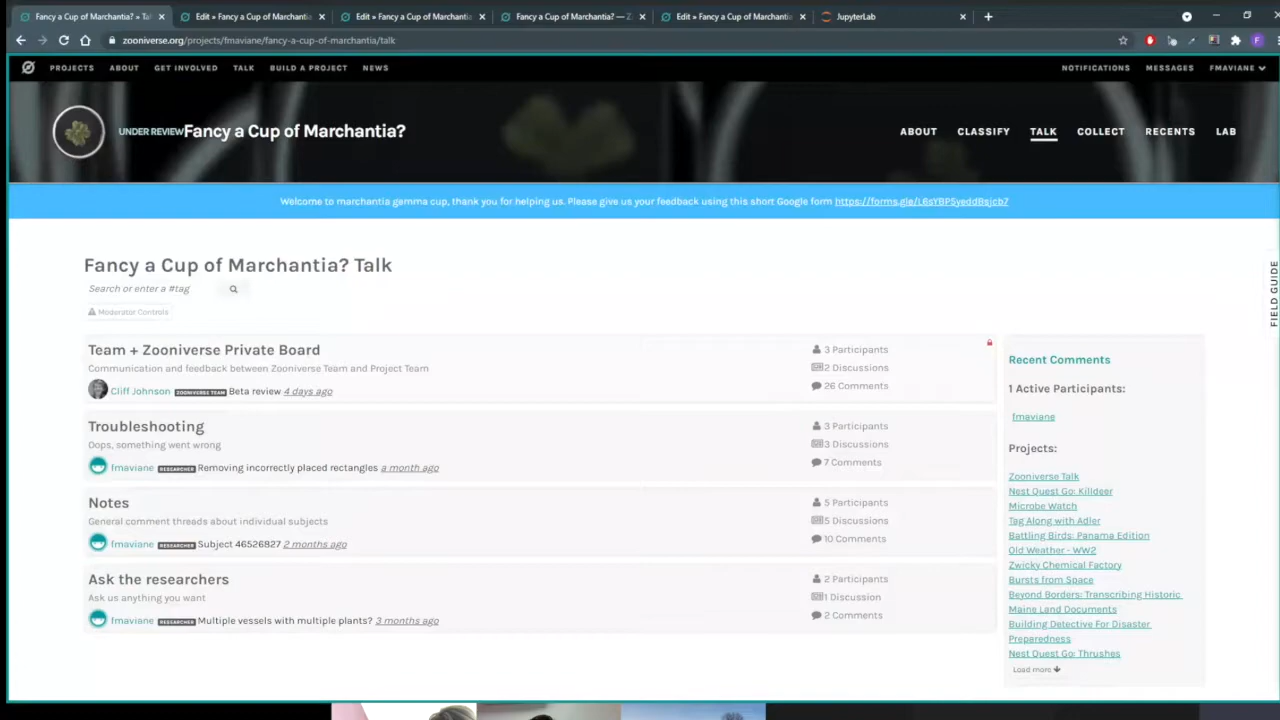 Fancy a Cup of Marchantia? » Tal
Edit » Fancy a Cup of Marchantia
Edit » Fancy a Cup of Marchantia
Fancy a Cup of Marchantia? — Z
Edit » Fancy a Cup of Marchantia
JupyterLab
zooniverse.org/projects/fmaviane/fancy-a-cup-of-marchantia/talk
PROJECTS ABOUT GET INVOLVED TALK BUILD A PROJECT NEWS
NOTIFICATIONS MESSAGES FMAVIANE
UNDER REVIEW Fancy a Cup of Marchantia?
ABOUT CLASSIFY TALK COLLECT RECENTS LAB
Welcome to marchantia gemma cup, thank you for helping us. Please give us your feedback using this short Google form https://forms.gle/L6sYBP5yeddBsjcb7
FIELD GUIDE
Fancy a Cup of Marchantia? Talk
Search or enter a #tag
Moderator Controls
Team + Zooniverse Private Board
Communication and feedback between Zooniverse Team and Project Team
Cliff Johnson ZOONIVERSE TEAM Beta review 4 days ago
3 Participants
2 Discussions
26 Comments
Troubleshooting
Oops, something went wrong
fmaviane RESEARCHER Removing incorrectly placed rectangles a month ago
3 Participants
3 Discussions
7 Comments
Notes
General comment threads about individual subjects
fmaviane RESEARCHER Subject 46526827 2 months ago
5 Participants
5 Discussions
10 Comments
Ask the researchers
Ask us anything you want
fmaviane RESEARCHER Multiple vessels with multiple plants? 3 months ago
2 Participants
1 Discussion
2 Comments
Recent Comments
1 Active Participants:
fmaviane
Projects:
Zooniverse Talk
Nest Quest Go: Killdeer
Microbe Watch
Tag Along with Adler
Battling Birds: Panama Edition
Old Weather - WW2
Zwicky Chemical Factory
Bursts from Space
Beyond Borders: Transcribing Historic
Maine Land Documents
Building Detective For Disaster
Preparedness
Nest Quest Go: Thrushes
Load more